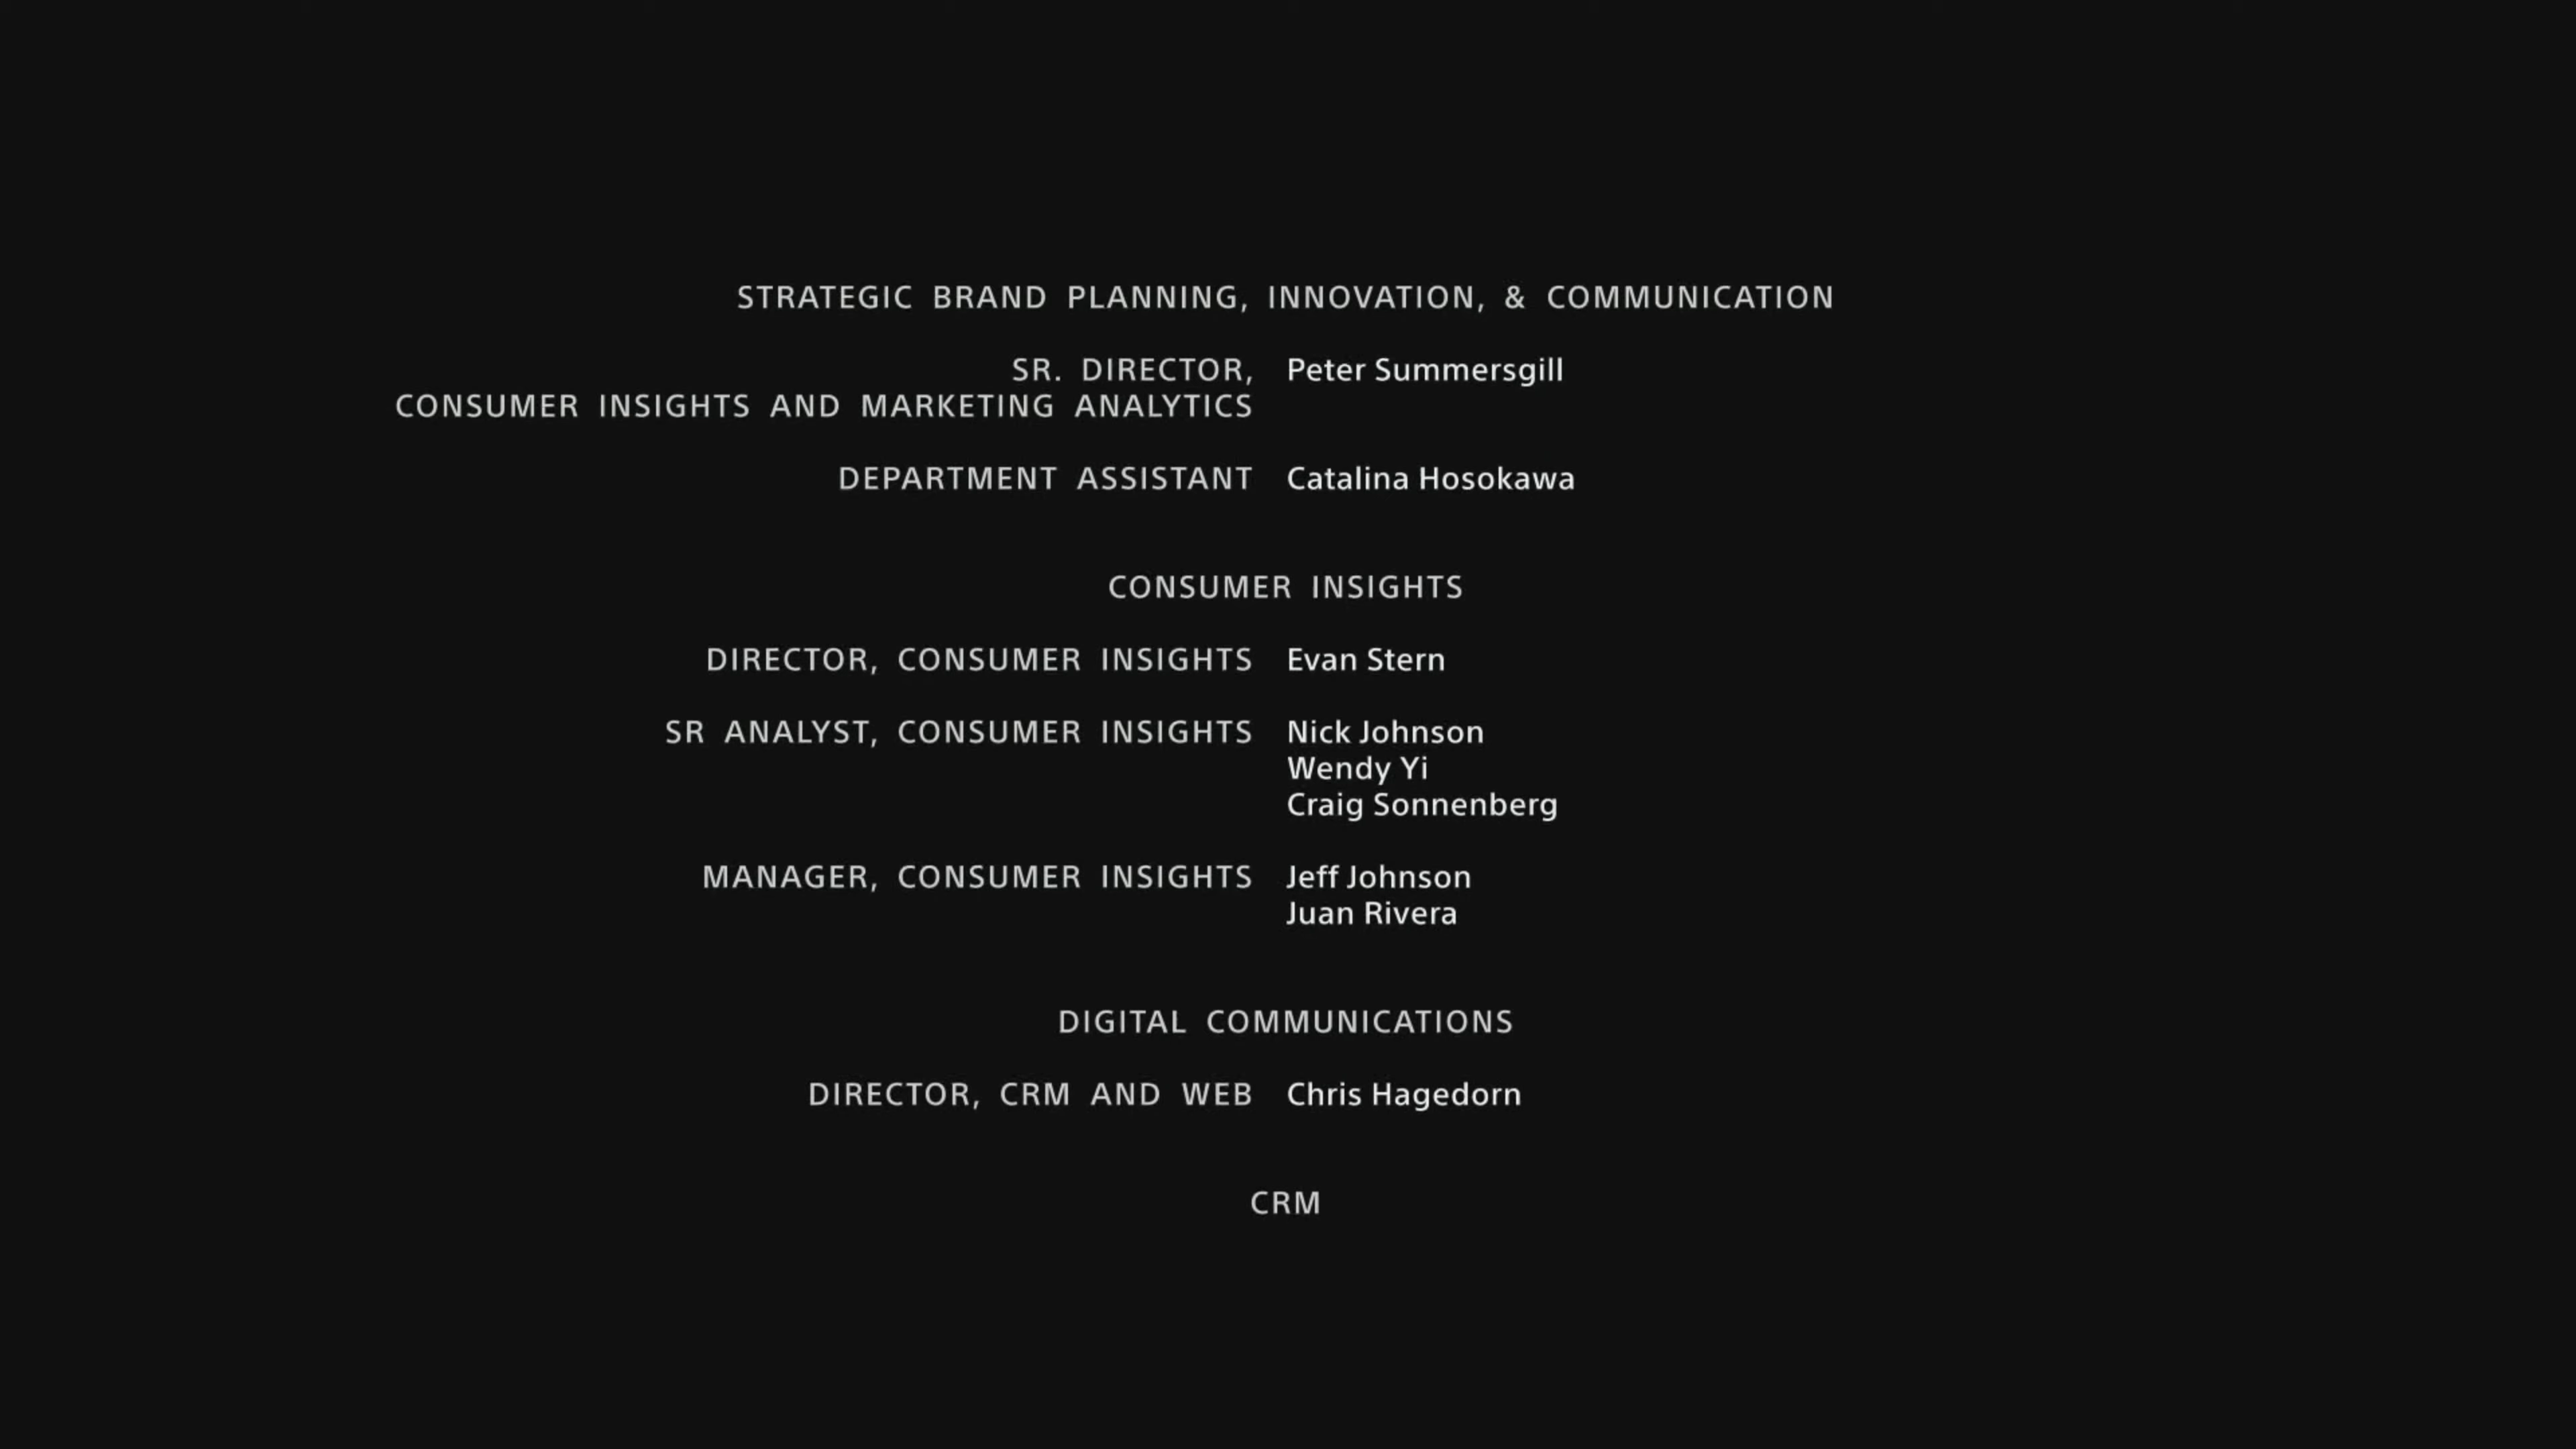 STRATEGIC BRAND PLANNING, INNOVATION, & COMMUNICATION
SR. DIRECTOR, Peter Summersgill
CONSUMER INSIGHTS AND MARKETING ANALYTICS
DEPARTMENT ASSISTANT Catalina Hosokawa
CONSUMER INSIGHTS
DIRECTOR, CONSUMER INSIGHTS Evan Stern
SR ANALYST, CONSUMER INSIGHTS Nick Johnson
Wendy Yi
Craig Sonnenberg
MANAGER, CONSUMER INSIGHTS Jeff Johnson
Juan Rivera
DIGITAL COMMUNICATIONS
DIRECTOR, CRM AND WEB Chris Hagedorn
CRM